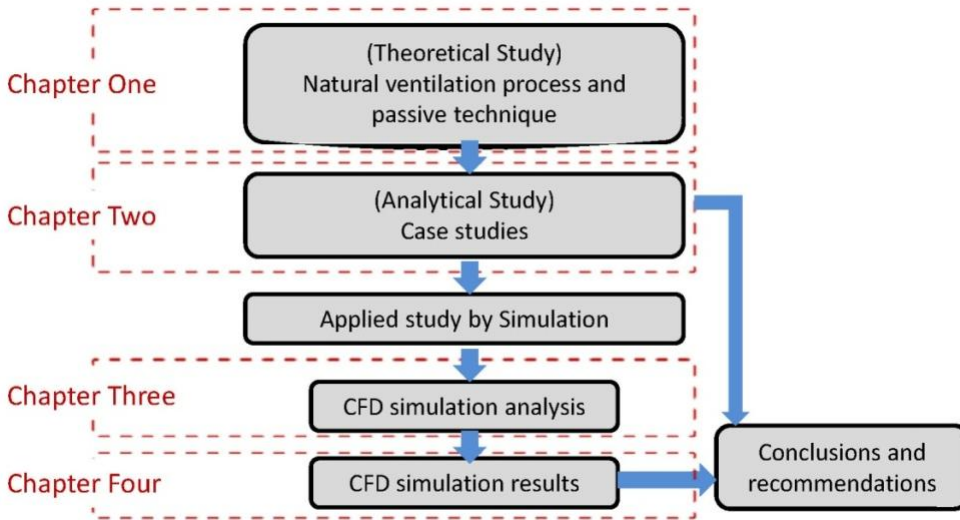 Chapter One
(Theoretical Study)
Natural ventilation process and
passive technique
Chapter Two
(Analytical Study)
Case studies
Applied study by Simulation
Chapter Three
CFD simulation analysis
Chapter Four
CFD simulation results
Conclusions and
recommendations